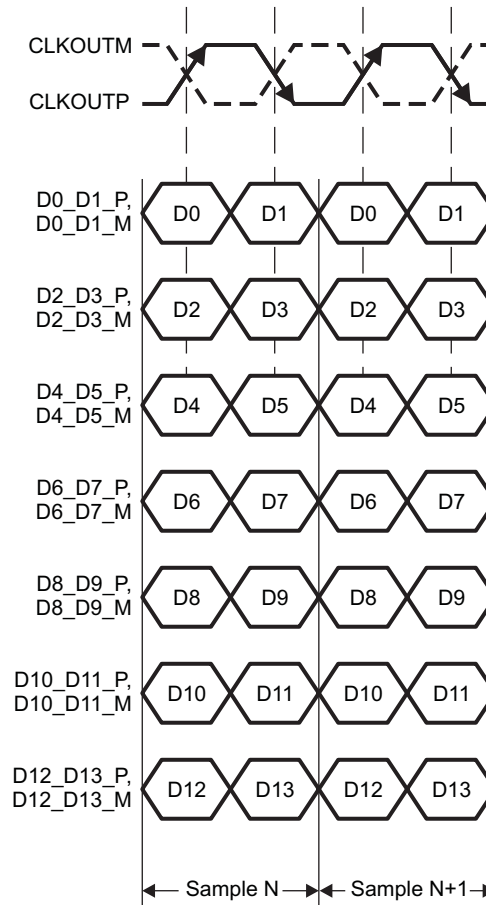 CLKOUTM
CLKOUTP
D0_D1_P,
D0_D1_M
D0 D1 D0 D1
D2_D3_P,
D2_D3_M
D2 D3 D2 D3
D4_D5_P,
D4_D5_M
D4 D5 D4 D5
D6_D7_P,
D6_D7_M
D6 D7 D6 D7
D8_D9_P,
D8_D9_M
D8 D9 D8 D9
D10_D11_P,
D10_D11_M
D10 D11 D10 D11
D12_D13_P,
D12_D13_M
D12 D13 D12 D13
Sample N Sample N+1